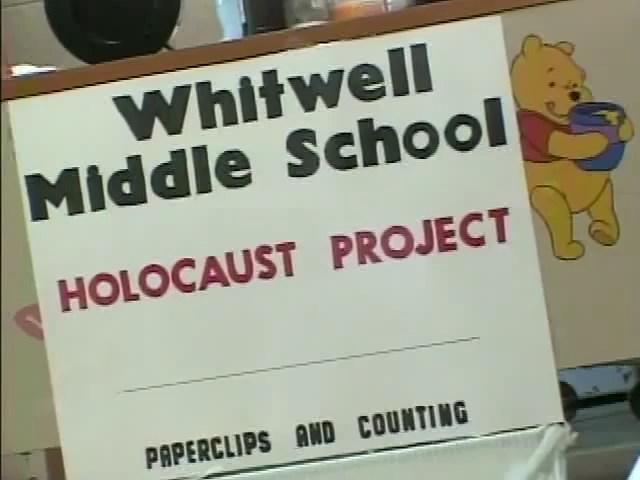 Whitwell
Middle School
HOLOCAUST PROJECT
PAPERCLIPS AND COUNTING